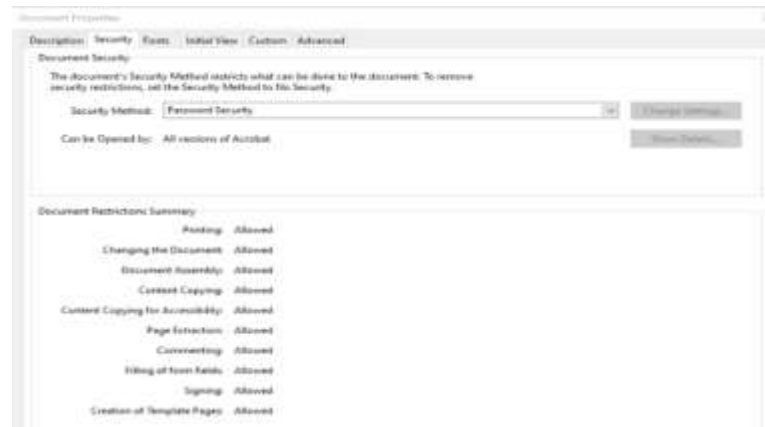 Document Properties
Description Security Fonts Initial View Custom Advanced
Document Security
The document's Security Method restricts what can be done to the document. To remove
security restrictions, set the Security Method to No Security.
Security Method: Password Security Change Settings...
Can be Opened by: All versions of Acrobat Show Details...
Document Restrictions Summary
Printing: Allowed
Changing the Document: Allowed
Document Assembly: Allowed
Content Copying: Allowed
Content Copying for Accessibility: Allowed
Page Extraction: Allowed
Commenting: Allowed
Filling of form fields: Allowed
Signing: Allowed
Creation of Template Pages: Allowed